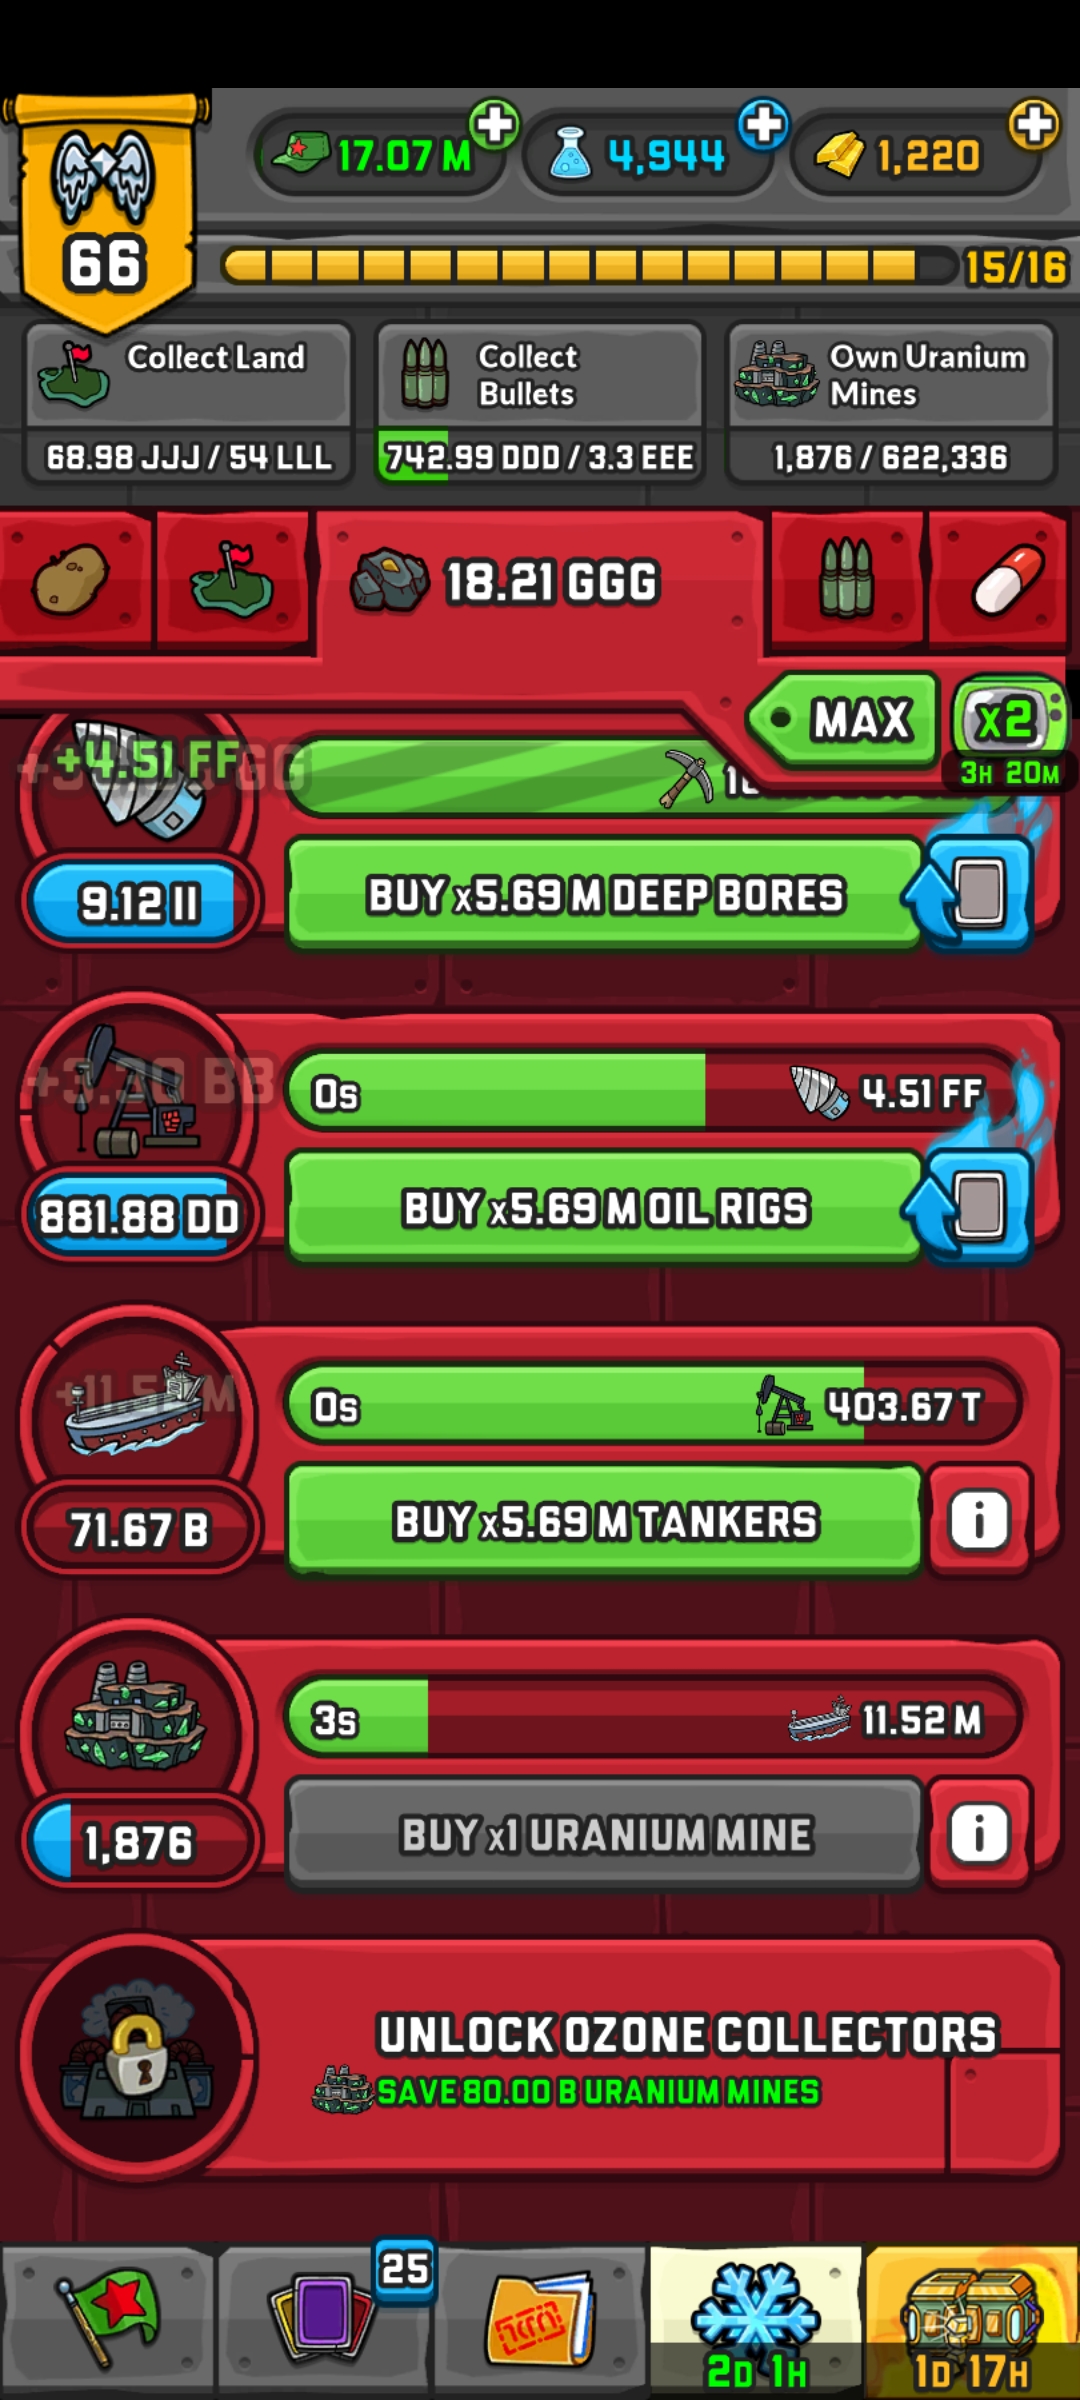 17.07 M
4,944
1,220
66
15/16
Collect Land
68.98 JJJ / 54 LLL
Collect
Bullets
742.99 DDD / 3.3 EEE
Own Uranium
Mines
1,876 / 622,336
18.21 GGG
MAX
x2
3H 20M
+4.51 FF
9.12 II
BUY x5.69 M DEEP BORES
+3.30 BB
0s
4.51 FF
881.88 DD
BUY x5.69 M OIL RIGS
0s
403.67 T
71.67 B
BUY x5.69 M TANKERS
i
3s
11.52 M
1,876
BUY x1 URANIUM MINE
i
UNLOCK OZONE COLLECTORS
SAVE 80.00 B URANIUM MINES
25
2D 1H
1D 17H